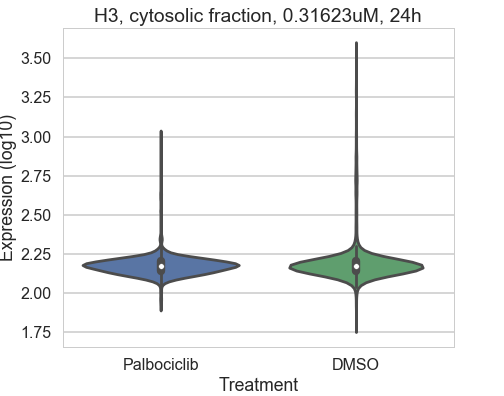 H3, cytosolic fraction, 0.31623uM, 24h
3.50
3.25
3.00
2.75
2.50
2.25
2.00
1.75
Expression (log10)
Palbociclib DMSO
Treatment